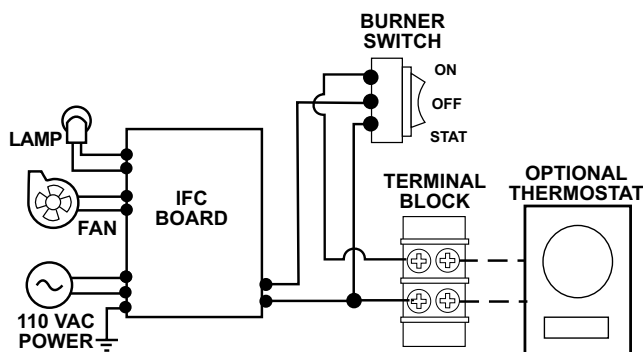 BURNER
SWITCH
ON
OFF
STAT
LAMP
FAN
IFC
BOARD
110 VAC
POWER
TERMINAL
BLOCK
OPTIONAL
THERMOSTAT